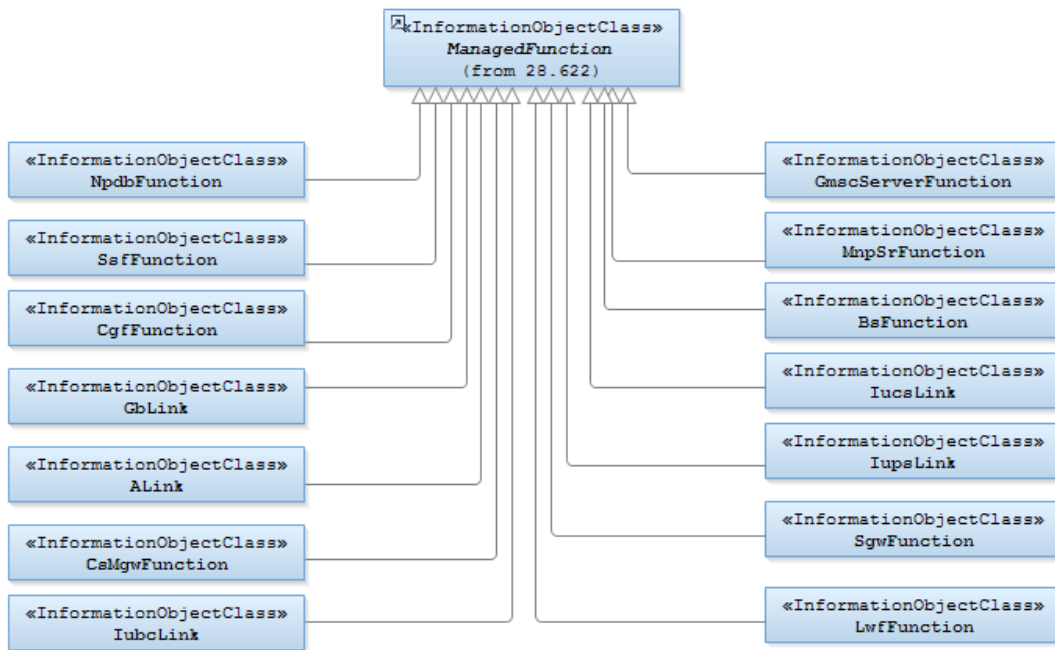 «InformationObjectClass»
ManagedFunction
(from 28.622)
«InformationObjectClass»
NpdbFunction
«InformationObjectClass»
SsfFunction
«InformationObjectClass»
CgfFunction
«InformationObjectClass»
GbLink
«InformationObjectClass»
ALink
«InformationObjectClass»
CsMgwFunction
«InformationObjectClass»
IubcLink
«InformationObjectClass»
GmscServerFunction
«InformationObjectClass»
MnpSrFunction
«InformationObjectClass»
BsFunction
«InformationObjectClass»
IucsLink
«InformationObjectClass»
IupsLink
«InformationObjectClass»
SgwFunction
«InformationObjectClass»
LwfFunction